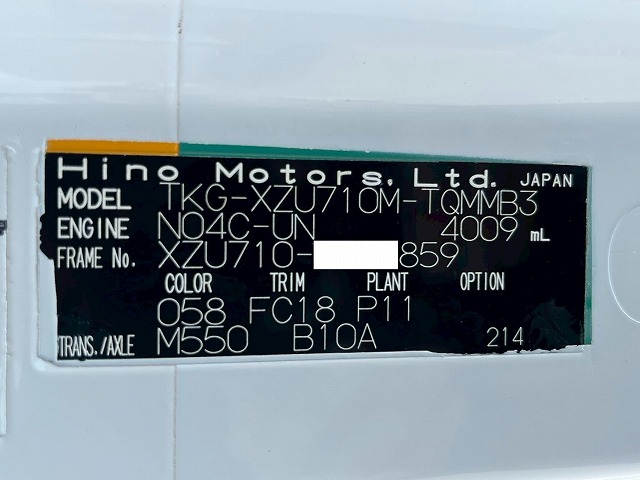 Hino Motors, Ltd. JAPAN
MODEL TKG-XZU710M-TQMMB3
ENGINE N04C-UN 4009 mL
FRAME No. XZU710- 859
COLOR TRIM PLANT OPTION
058 FC18 P11
TRANS./AXLE M550 B10A 214